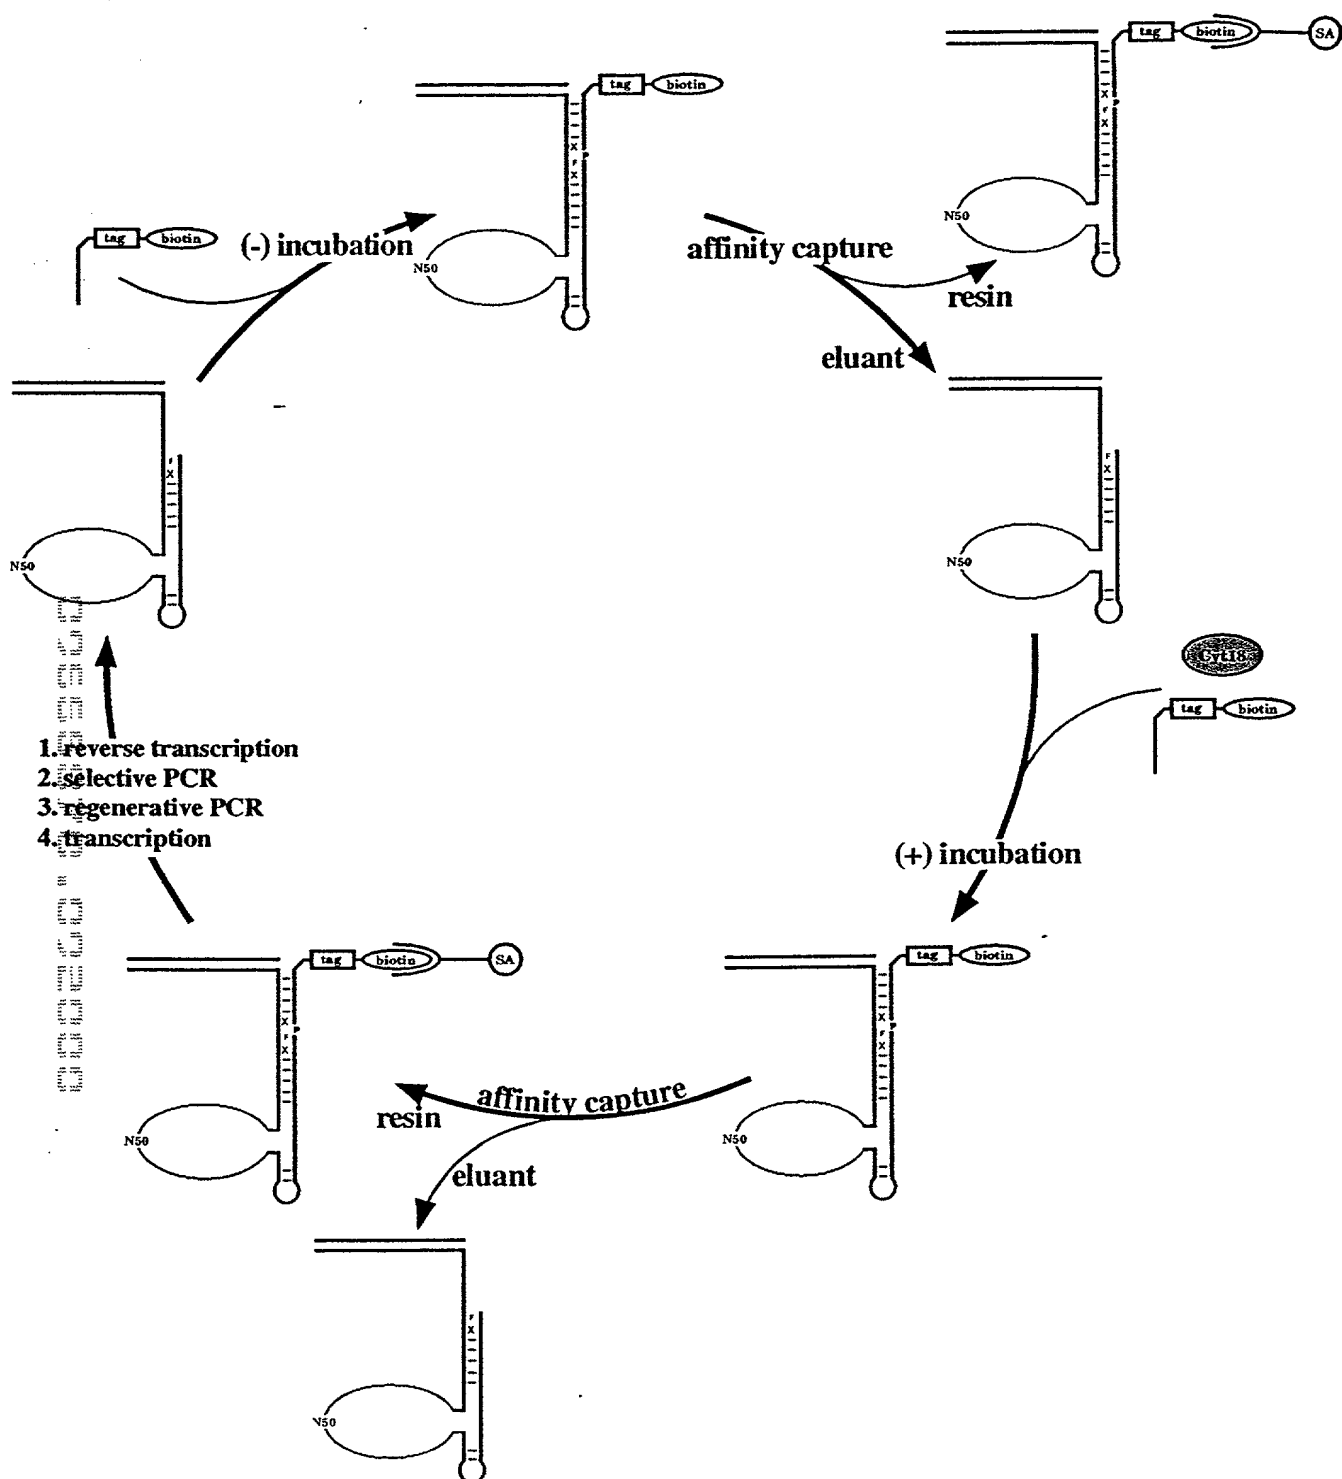 tag biotin SA
tag biotin
N50
tag biotin
(-) incubation
N50
affinity capture
resin
eluant
N50
N50
Cyt18
tag biotin
1. reverse transcription
2. selective PCR
3. regenerative PCR
4. transcription
(+) incubation
tag biotin SA
tag biotin
affinity capture
resin
N50
N50
eluant
N50